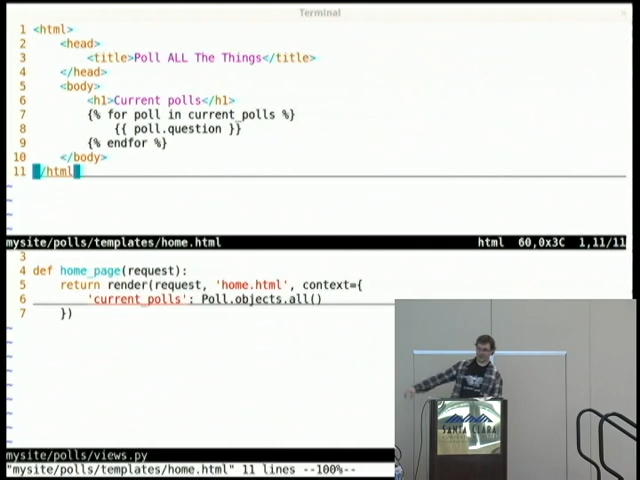 Terminal
1 <html>
2 <head>
3 <title>Poll ALL The Things</title>
4 </head>
5 <body>
6 <h1>Current polls</h1>
7 {% for poll in current_polls %}
8 {{ poll.question }}
9 {% endfor %}
10 </body>
11 </html>
~
~
~
~
mysite/polls/templates/home.html html 60,0x3C 1,11/11
3
4 def home_page(request):
5 return render(request, 'home.html', context={
6 'current_polls': Poll.objects.all()
7 })
~
~
~
~
~
~
~
~
~
mysite/polls/views.py
"mysite/polls/templates/home.html" 11 lines --100%--
SANTA CLARA